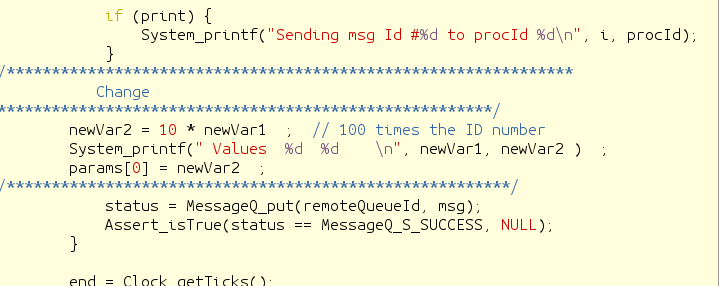 if (print) {
System_printf("Sending msg Id #%d to procId %d\n", i, procId);
}
/***************************************************************
Change
*******************************************************/
newVar2 = 10 * newVar1  ;  // 100 times the ID number
System_printf(" Values  %d  %d    \n", newVar1, newVar2 )  ;
params[0] = newVar2  ;
/********************************************************/
status = MessageQ_put(remoteQueueId, msg);
Assert_isTrue(status == MessageQ_S_SUCCESS, NULL);
}
end = Clock_getTicks();